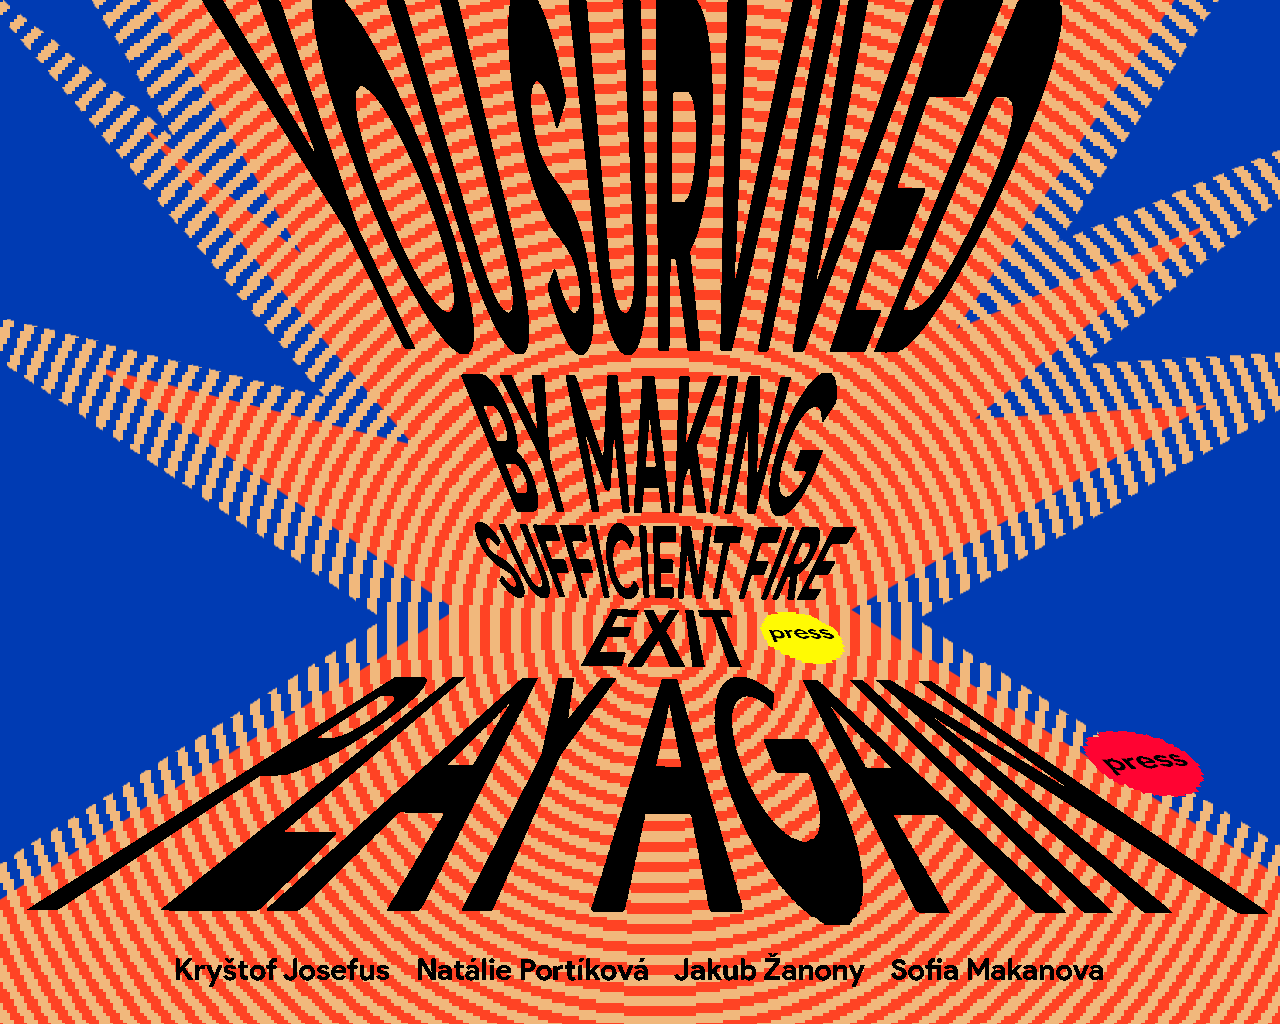 YOU SURVIVED
BY MAKING
SUFFICIENT FIRE
EXIT press
PLAY AGAIN press
Kryštof Josefus Natálie Portíková Jakub Žanony Sofia Makanova